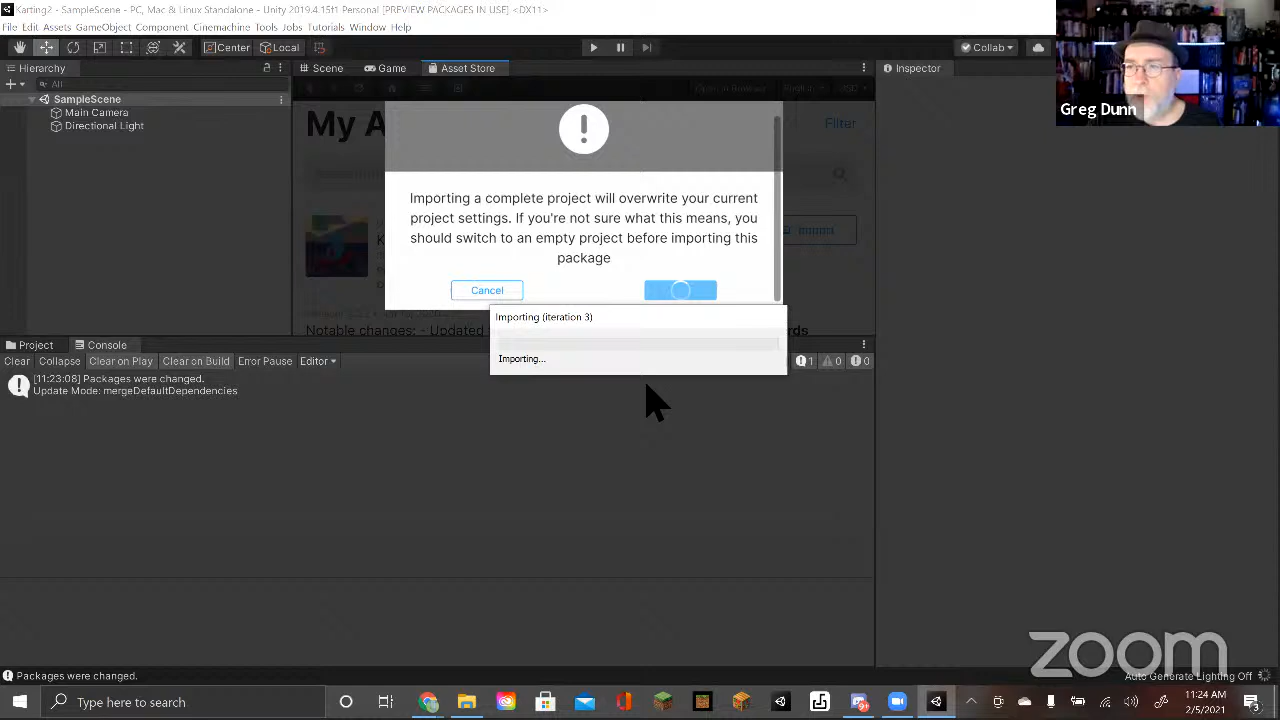 Karting2 - SampleScene - PC, Mac & Linux Standalone - Unity 2019.4.15f1 Personal [PREVIEW PACKAGES IN USE] <DX11>
File Edit Assets GameObject Component Cinemachine Tools Jobs Tutorials Window Help
Center Local Collab
Hierarchy Scene Game Asset Store Inspector
All
SampleScene
Main Camera
Directional Light
Greg Dunn
My A
Filter
Importing a complete project will overwrite your current
project settings. If you're not sure what this means, you
should switch to an empty project before importing this
package
Import
Cancel
Importing (iteration 3)
Importing...
Notable changes: - Updated
Project Console
Clear Collapse Clear on Play Clear on Build Error Pause Editor 1 0 0
[11:23:08] Packages were changed.
Update Mode: mergeDefaultDependencies
zoom
Packages were changed.
Auto Generate Lighting Off
Type here to search
11:24 AM
2/5/2021